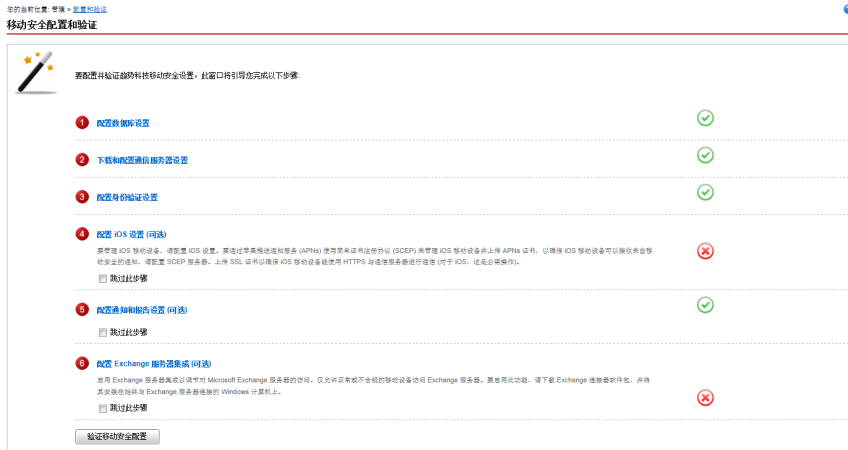 您的当前位置: 管理 > 配置和验证
移动安全配置和验证
要配置并验证趋势科技移动安全设置，此窗口将引导您完成以下步骤:
1 配置数据库设置
2 下载和配置通信服务器设置
3 配置身份验证设置
4 配置 iOS 设置 (可选)
要管理 iOS 移动设备，请配置 iOS 设置。要通过苹果推送通知服务 (APNs) 使用简单证书注册协议 (SCEP) 来管理 iOS 移动设备并上传 APNs 证书，以确保 iOS 移动设备可以接收来自移
动安全的通知，请配置 SCEP 服务器。上传 SSL 证书以确保 iOS 移动设备能使用 HTTPS 与通信服务器进行通信 (对于 iOS，这是必需操作)。
跳过此步骤
5 配置通知和报告设置 (可选)
跳过此步骤
6 配置 Exchange 服务器集成 (可选)
启用 Exchange 服务器集成以调节对 Microsoft Exchange 服务器的访问。仅允许正常或不合规的移动设备访问 Exchange 服务器。要启用此功能，请下载 Exchange 连接器软件包，并将
其安装在始终与 Exchange 服务器连接的 Windows 计算机上。
跳过此步骤
验证移动安全配置